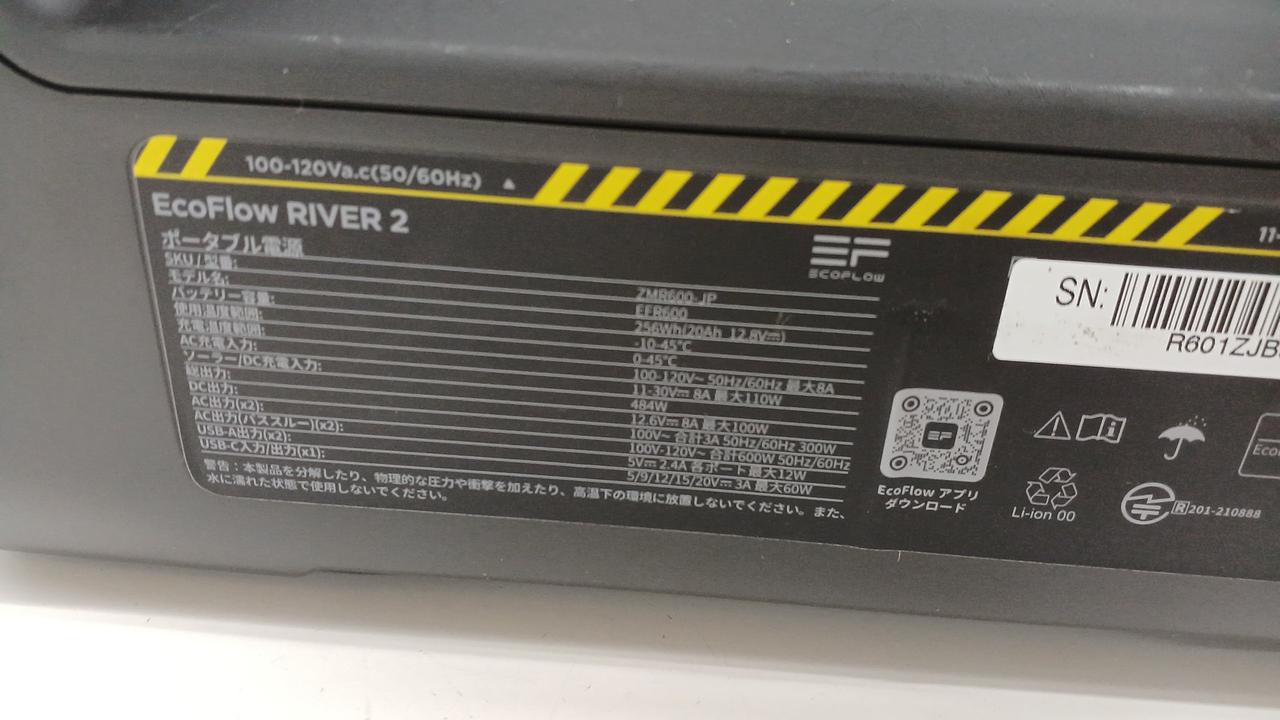 100-120Va.c(50/60Hz) ▲
11-
EcoFlow RIVER 2
ポータブル電源
EF
ECOFLOW
SKU / 型番: ZMR600-JP
モデル名: EFR600
バッテリー容量: 256Wh(20Ah 12.8V⎓)
使用温度範囲: -10-45℃
充電温度範囲: 0-45℃
AC充電入力: 100-120V~ 50Hz/60Hz 最大8A
ソーラー/DC充電入力: 11-30V⎓ 8A 最大110W
総出力: 484W
DC出力: 12.6V⎓ 8A 最大100W
AC出力(x2): 100V~ 合計3A 50Hz/60Hz 300W
AC出力(パススルー)(x2): 100V-120V~ 合計600W 50Hz/60Hz
USB-A出力(x2): 5V⎓ 2.4A 各ポート最大12W
USB-C入力/出力(x1): 5/9/12/15/20V⎓ 3A 最大60W
警告：本製品を分解したり、物理的な圧力や衝撃を加えたり、高温下の環境に放置しないでください。また、
水に濡れた状態で使用しないでください。
SN:
R601ZJB
EF
EcoFlow アプリ
ダウンロード
Li-ion 00
R 201-210888